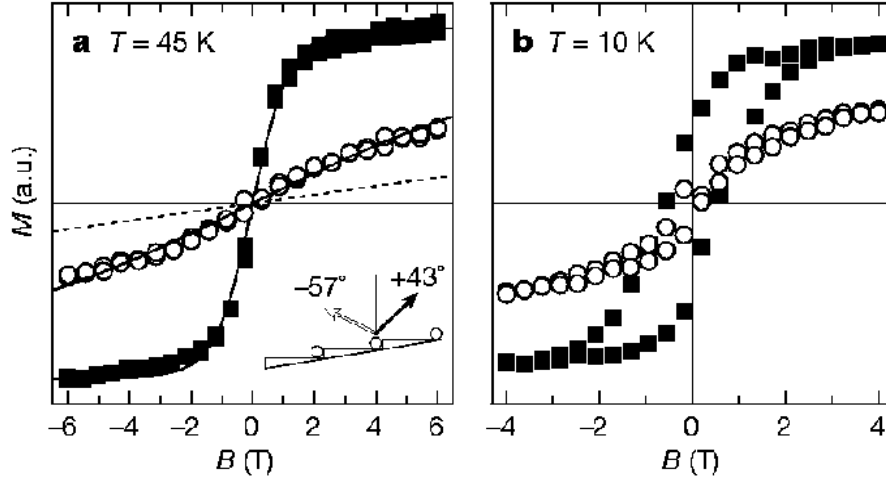 a T = 45 K
M (a.u.)
−57°
+43°
−6 −4 −2 0 2 4 6
B (T)
b T = 10 K
−4 −2 0 2 4
B (T)